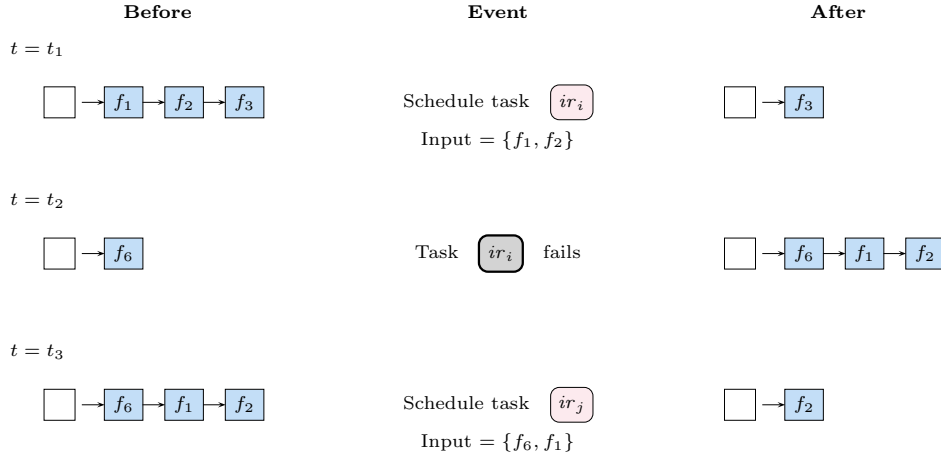 Before Event After
t = t₁
f₁ f₂ f₃ Schedule task irᵢ f₃
Input = {f₁, f₂}
t = t₂
f₆ Task irᵢ fails f₆ f₁ f₂
t = t₃
f₆ f₁ f₂ Schedule task irⱼ f₂
Input = {f₆, f₁}